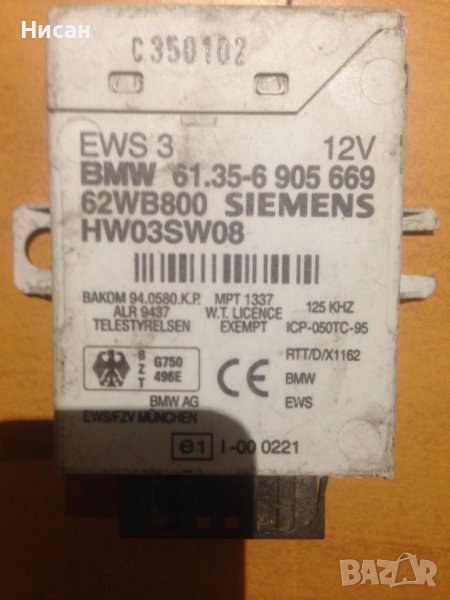 Нисан
C350102
EWS 3 12V
BMW 61.35-6 905 669
62WB800 SIEMENS
HW03SW08
BAKOM 94.0580.K.P. MPT 1337 125 KHZ
ALR 9437 W.T. LICENCE
TELESTYRELSEN EXEMPT ICP-050TC-95
B Z T G750 496E CE RTT/D/X1162
BMW
BMW AG EWS
EWS/FZV MÜNCHEN
e1 I-00 0221
BAZAR